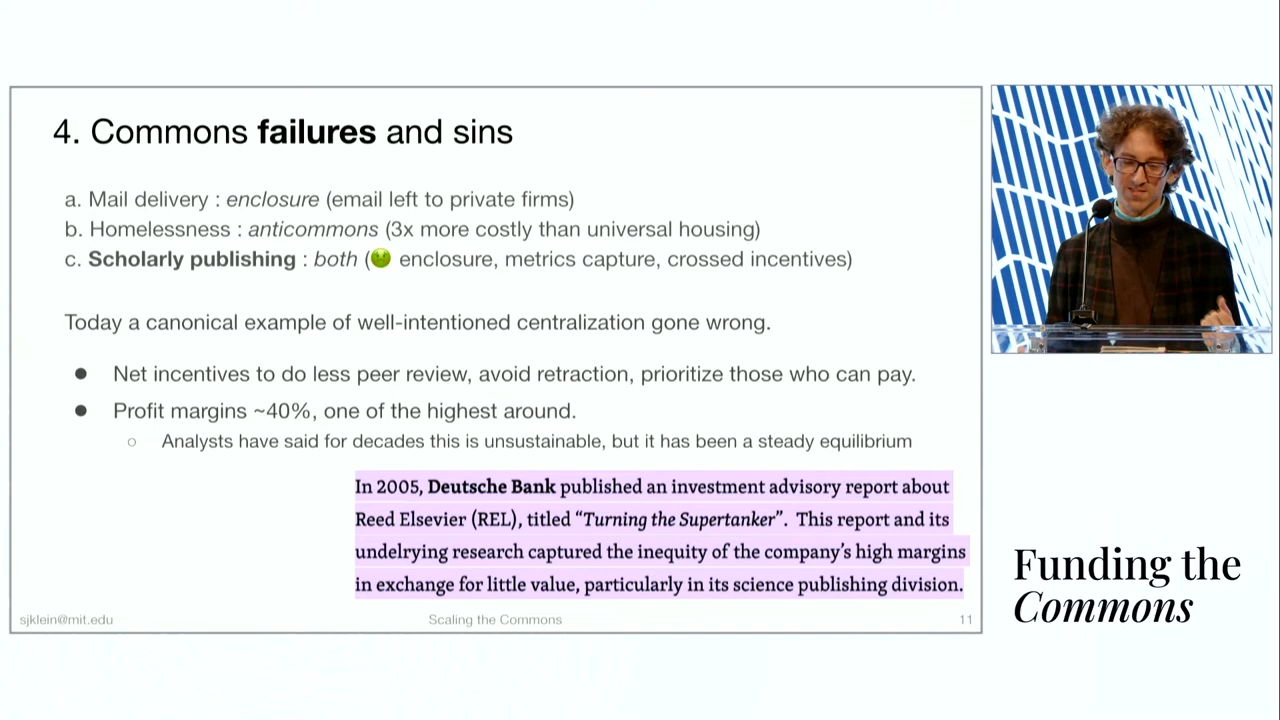 4. Commons failures and sins
a. Mail delivery : enclosure (email left to private firms)
b. Homelessness : anticommons (3x more costly than universal housing)
c. Scholarly publishing : both (🤢 enclosure, metrics capture, crossed incentives)
Today a canonical example of well-intentioned centralization gone wrong.
● Net incentives to do less peer review, avoid retraction, prioritize those who can pay.
● Profit margins ~40%, one of the highest around.
○ Analysts have said for decades this is unsustainable, but it has been a steady equilibrium
In 2005, Deutsche Bank published an investment advisory report about
Reed Elsevier (REL), titled “Turning the Supertanker”. This report and its
undelrying research captured the inequity of the company’s high margins
in exchange for little value, particularly in its science publishing division.
sjklein@mit.edu
Scaling the Commons
11
Funding the
Commons